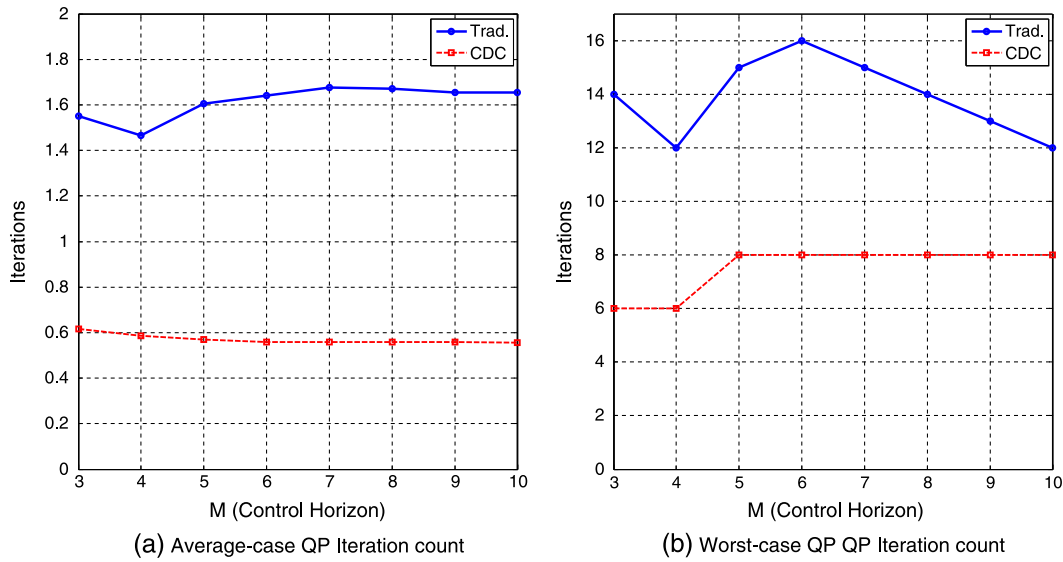 2
1.8
1.6
1.4
1.2
1
0.8
0.6
0.4
0.2
0
Iterations
Trad.
CDC
3 4 5 6 7 8 9 10
M (Control Horizon)
(a) Average-case QP Iteration count
16
14
12
10
8
6
4
2
0
Iterations
Trad.
CDC
3 4 5 6 7 8 9 10
M (Control Horizon)
(b) Worst-case QP QP Iteration count